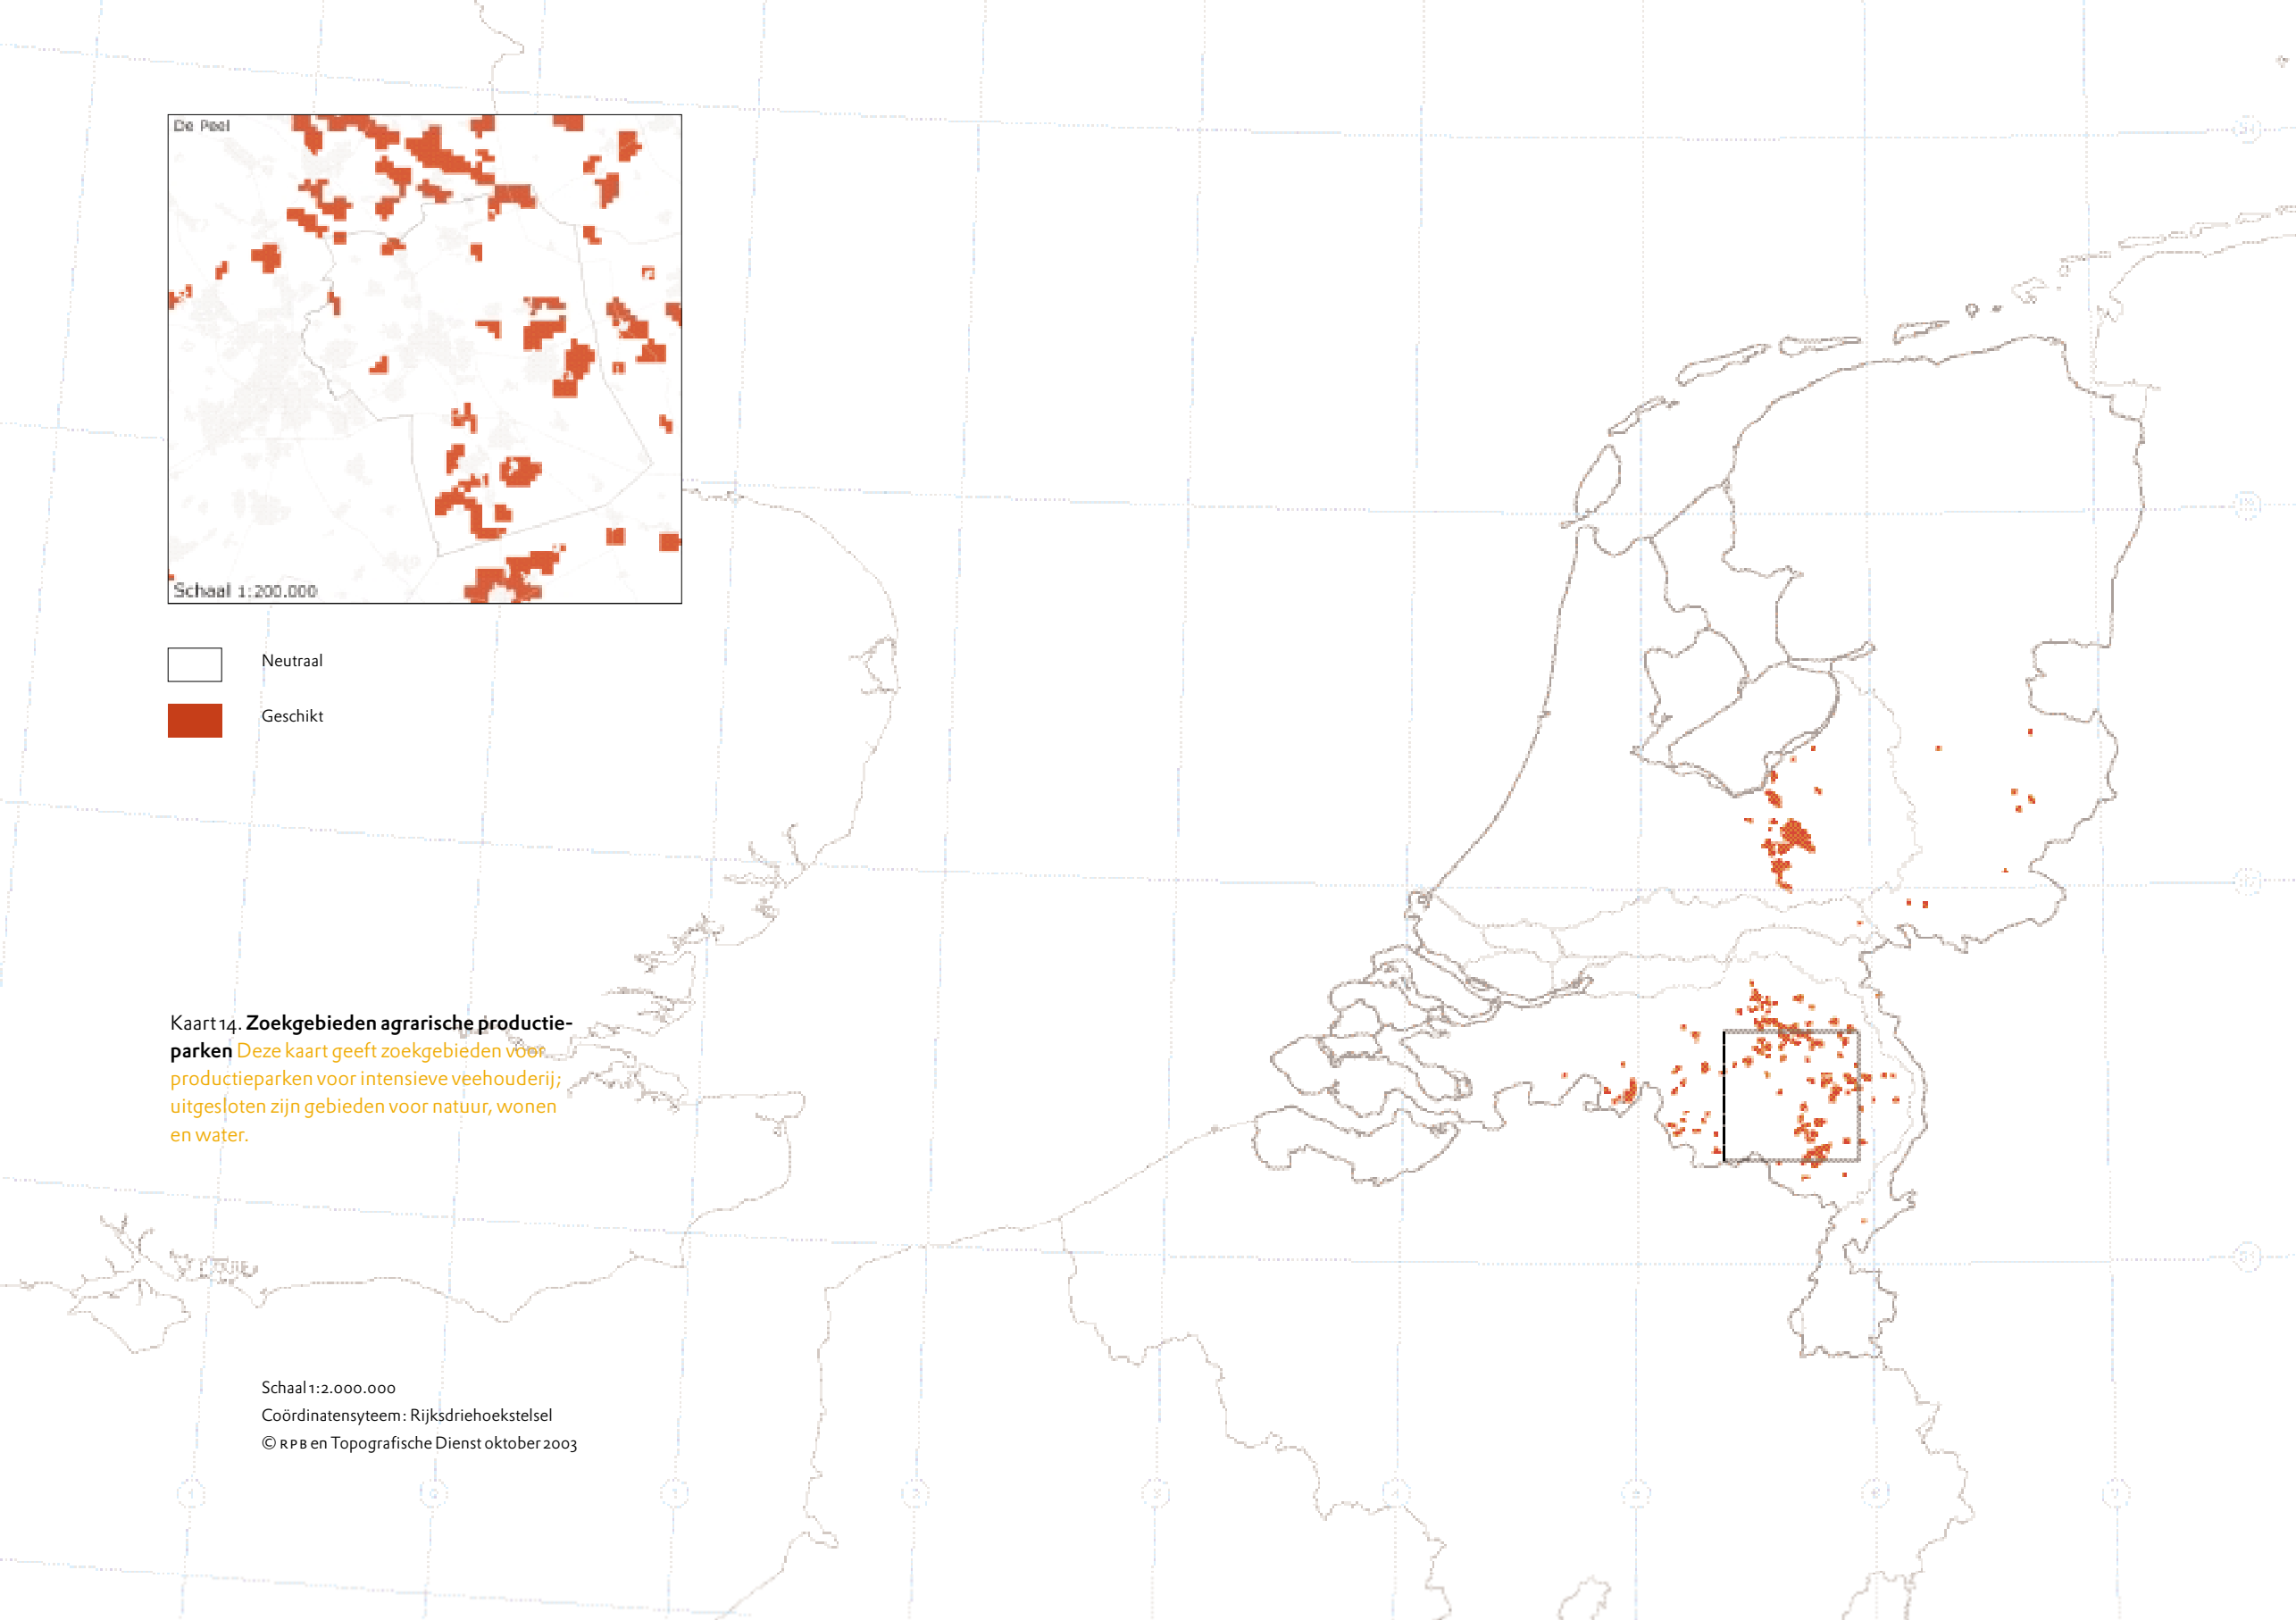 De Peel
Schaal 1:200.000
Neutraal
Geschikt
Kaart 14. Zoekgebieden agrarische productie-
parken Deze kaart geeft zoekgebieden voor
productieparken voor intensieve veehouderij;
uitgesloten zijn gebieden voor natuur, wonen
en water.
Schaal 1:2.000.000
Coördinatensyteem: Rijksdriehoekstelsel
© RPB en Topografische Dienst oktober 2003